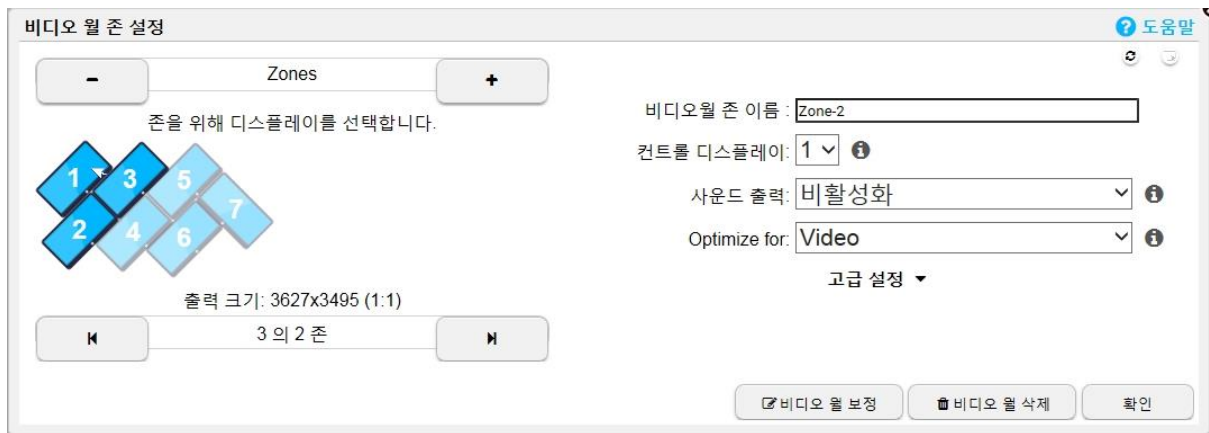 비디오 월 존 설정
도움말
Zones
존을 위해 디스플레이를 선택합니다.
1
3
5
7
2
4
6
출력 크기: 3627x3495 (1:1)
3 의 2 존
비디오월 존 이름 : Zone-2
컨트롤 디스플레이: 1
사운드 출력: 비활성화
Optimize for: Video
고급 설정
비디오 월 보정
비디오 월 삭제
확인